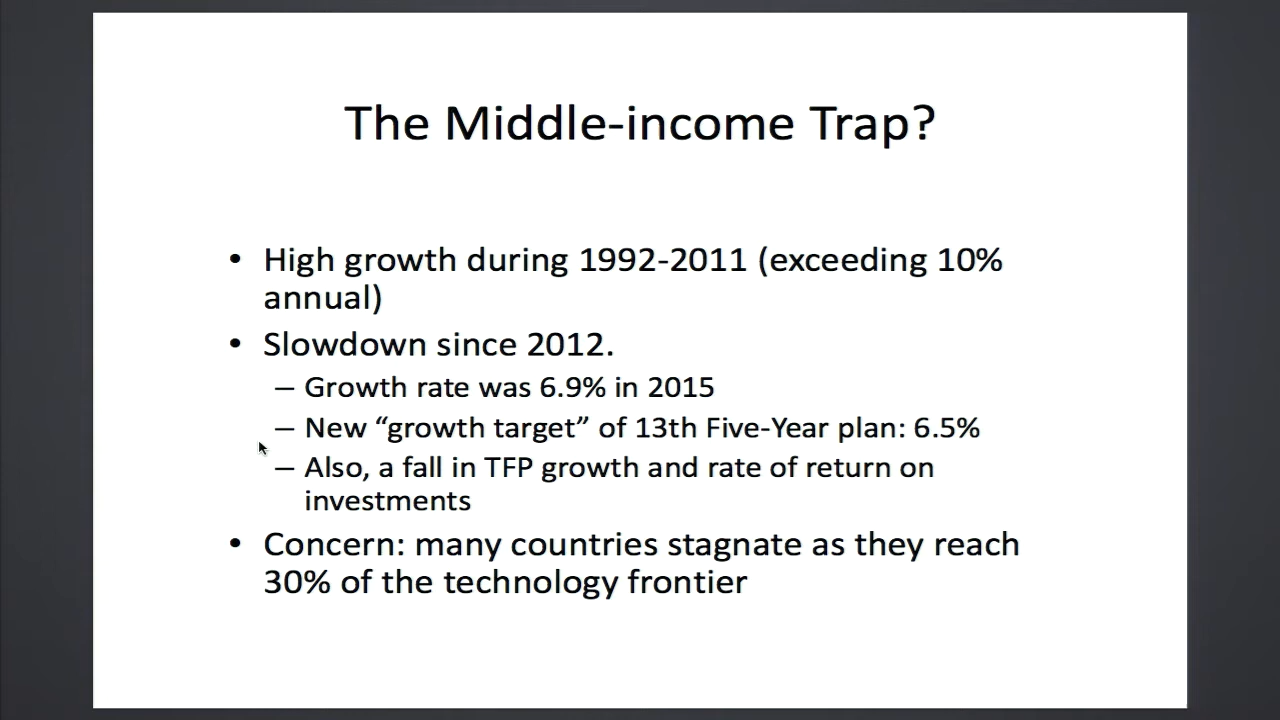 The Middle-income Trap?
• High growth during 1992-2011 (exceeding 10%
annual)
• Slowdown since 2012.
– Growth rate was 6.9% in 2015
– New “growth target” of 13th Five-Year plan: 6.5%
– Also, a fall in TFP growth and rate of return on
investments
• Concern: many countries stagnate as they reach
30% of the technology frontier